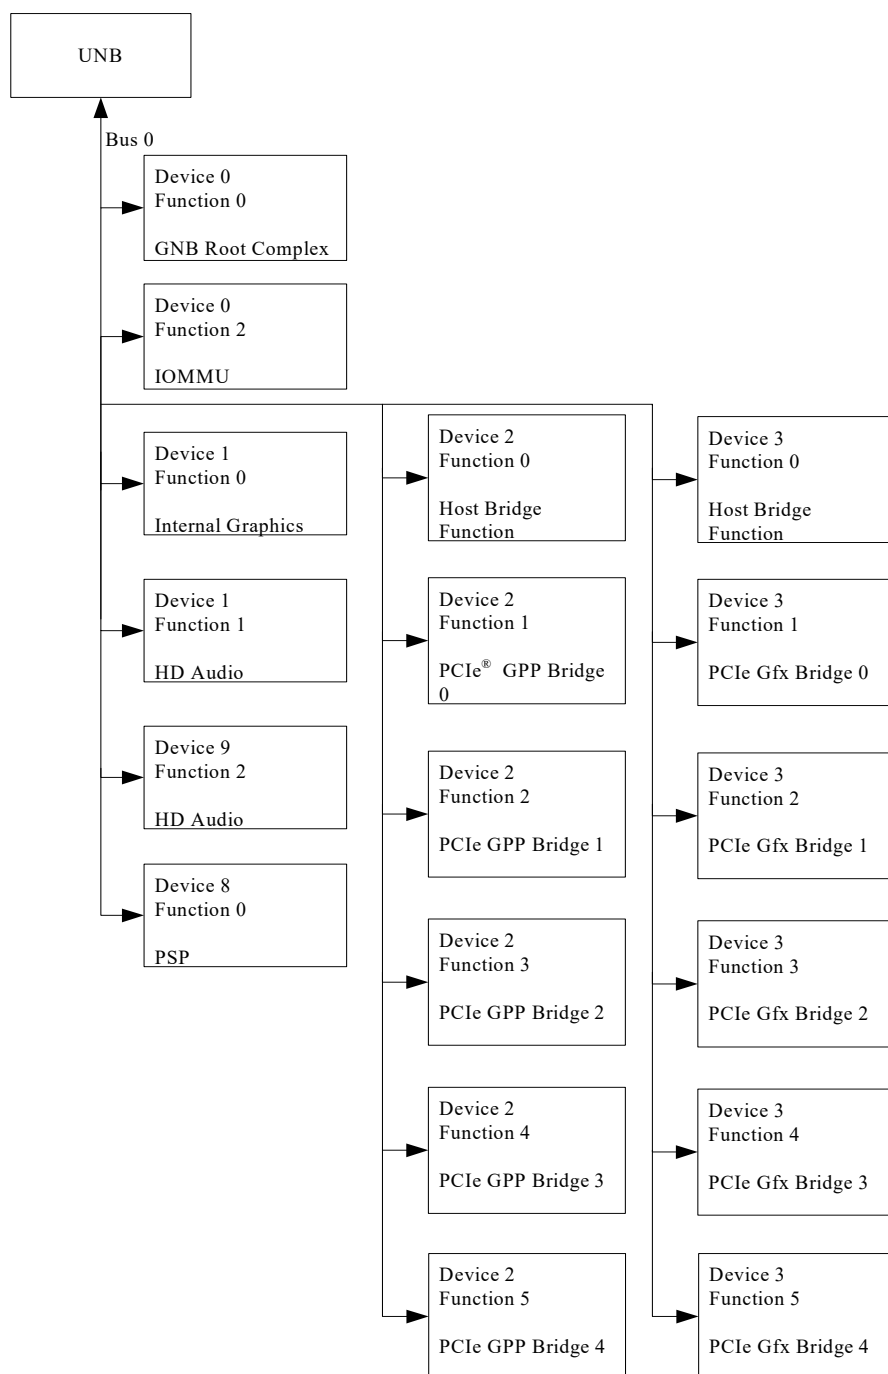 UNB
Bus 0
Device 0
Function 0
GNB Root Complex
Device 0
Function 2
IOMMU
Device 1
Function 0
Internal Graphics
Device 1
Function 1
HD Audio
Device 9
Function 2
HD Audio
Device 8
Function 0
PSP
Device 2
Function 0
Host Bridge
Function
Device 2
Function 1
PCIe® GPP Bridge
0
Device 2
Function 2
PCIe GPP Bridge 1
Device 2
Function 3
PCIe GPP Bridge 2
Device 2
Function 4
PCIe GPP Bridge 3
Device 2
Function 5
PCIe GPP Bridge 4
Device 3
Function 0
Host Bridge
Function
Device 3
Function 1
PCIe Gfx Bridge 0
Device 3
Function 2
PCIe Gfx Bridge 1
Device 3
Function 3
PCIe Gfx Bridge 2
Device 3
Function 4
PCIe Gfx Bridge 3
Device 3
Function 5
PCIe Gfx Bridge 4